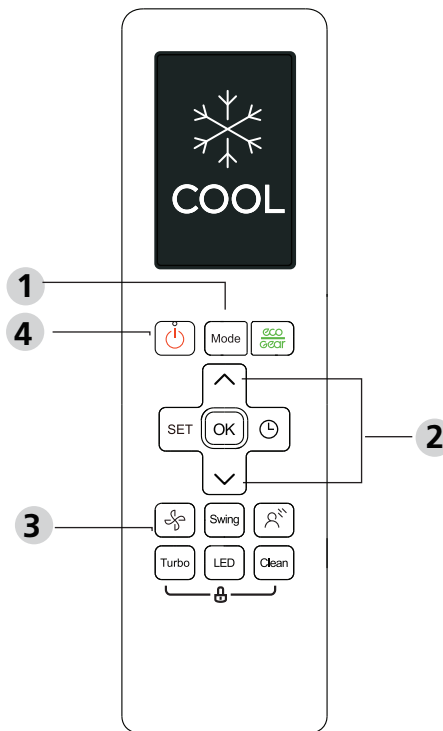 COOL
1
4
Mode
eco
Gear
SET
OK
2
3
Swing
Turbo
LED
Clean